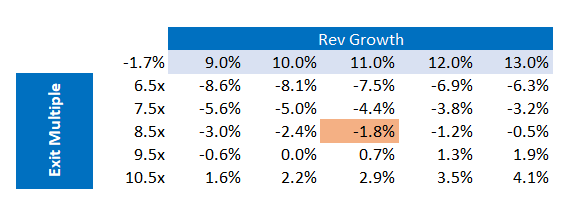 Rev Growth
-1.7% 9.0% 10.0% 11.0% 12.0% 13.0%
Exit Multiple
6.5x -8.6% -8.1% -7.5% -6.9% -6.3%
7.5x -5.6% -5.0% -4.4% -3.8% -3.2%
8.5x -3.0% -2.4% -1.8% -1.2% -0.5%
9.5x -0.6% 0.0% 0.7% 1.3% 1.9%
10.5x 1.6% 2.2% 2.9% 3.5% 4.1%